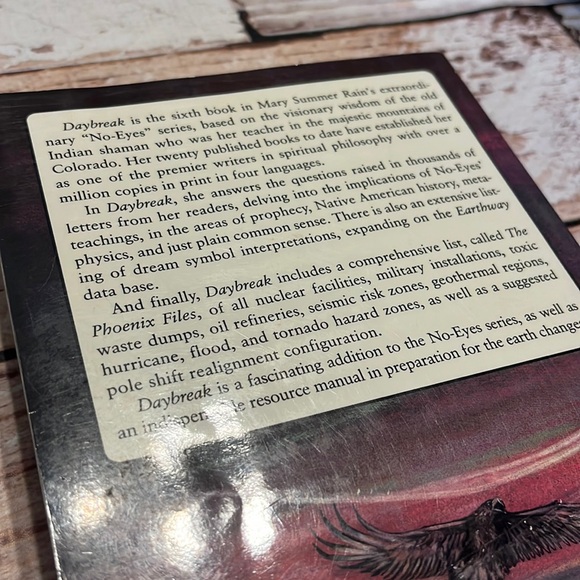 Daybreak is the sixth book in Mary Summer Rain's extraordi-
nary "No-Eyes" series, based on the visionary wisdom of the old
Indian shaman who was her teacher in the majestic mountains of
Colorado. Her twenty published books to date have established her
as one of the premier writers in spiritual philosophy with over a
million copies in print in four languages.
In Daybreak, she answers the questions raised in thousands of
letters from her readers, delving into the implications of No-Eyes'
teachings, in the areas of prophecy, Native American history, meta-
physics, and just plain common sense. There is also an extensive list-
ing of dream symbol interpretations, expanding on the Earthway
data base.
And finally, Daybreak includes a comprehensive list, called The
Phoenix Files, of all nuclear facilities, military installations, toxic
waste dumps, oil refineries, seismic risk zones, geothermal regions,
hurricane, flood, and tornado hazard zones, as well as a suggested
pole shift realignment configuration.
Daybreak is a fascinating addition to the No-Eyes series, as well as
an resource manual in preparation for the earth change